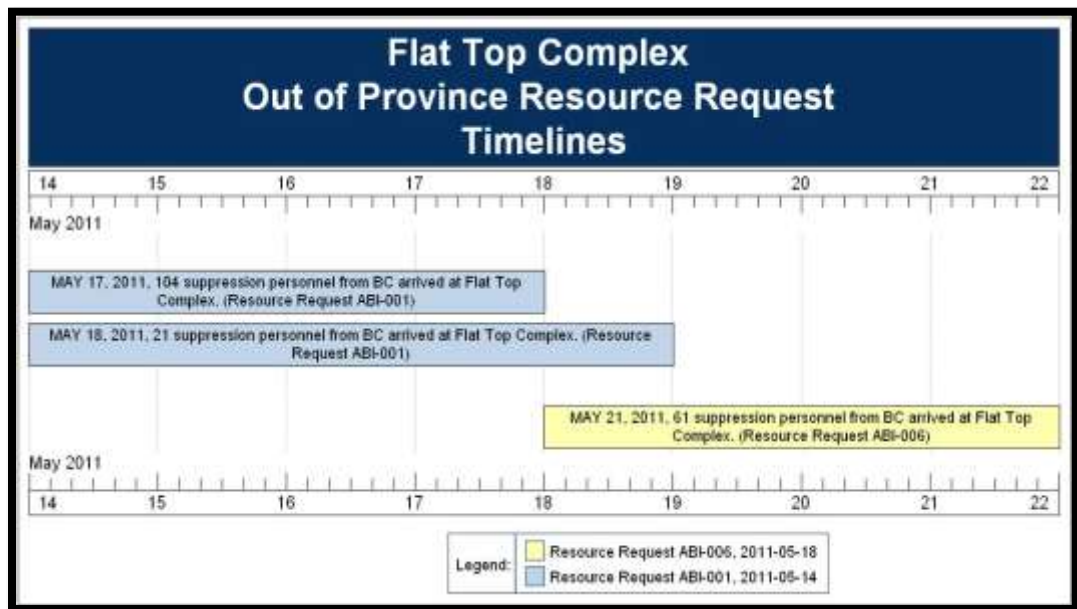 Flat Top Complex
Out of Province Resource Request
Timelines
14 15 16 17 18 19 20 21 22
May 2011
MAY 17, 2011, 104 suppression personnel from BC arrived at Flat Top
Complex. (Resource Request ABI-001)
MAY 18, 2011, 21 suppression personnel from BC arrived at Flat Top Complex. (Resource
Request ABI-001)
MAY 21, 2011, 61 suppression personnel from BC arrived at Flat Top
Complex. (Resource Request ABI-006)
May 2011
14 15 16 17 18 19 20 21 22
Legend:
Resource Request ABI-006, 2011-05-18
Resource Request ABI-001, 2011-05-14